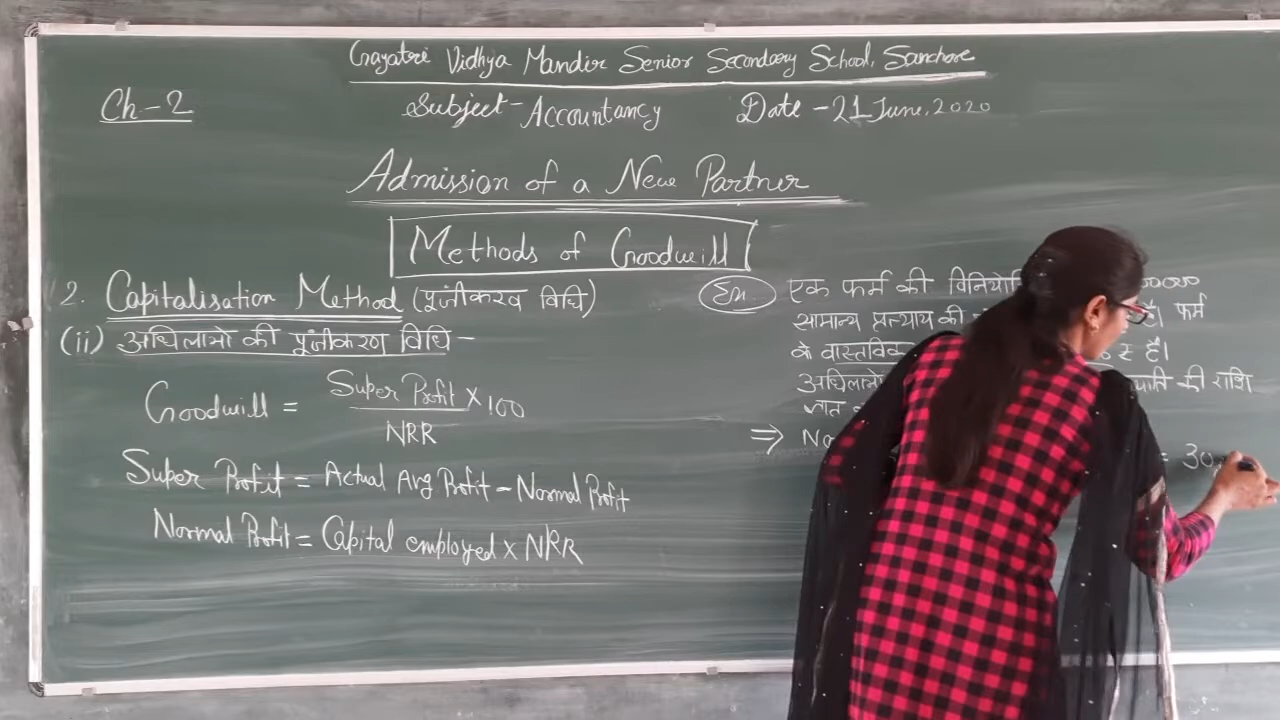 Gayatri Vidhya Mandir Senior Secondary School, Sanchore
Ch-2
Subject-Accountancy
Date -21 June, 2020
Admission of a New Partner
Methods of Goodwill
2. Capitalisation Method (पूंजीकरण विधि)
(ii) अधिलाभो की पूंजीकरण विधि -
Goodwill = Super Profit × 100
NRR
Super Profit = Actual Avg Profit - Normal Profit
Normal Profit = Capital employed × NRR
Ex. एक फर्म की
सामान्य प्रत्याय की है। फर्म
के वास्तविक र है।
की राशि
⇒
= 30